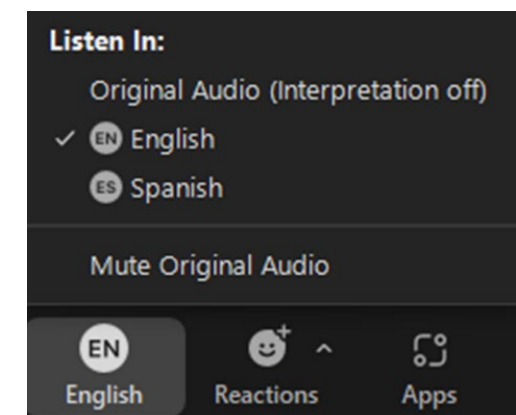 Listen In:
Original Audio (Interpretation off)
EN English
ES Spanish
Mute Original Audio
EN
English Reactions Apps